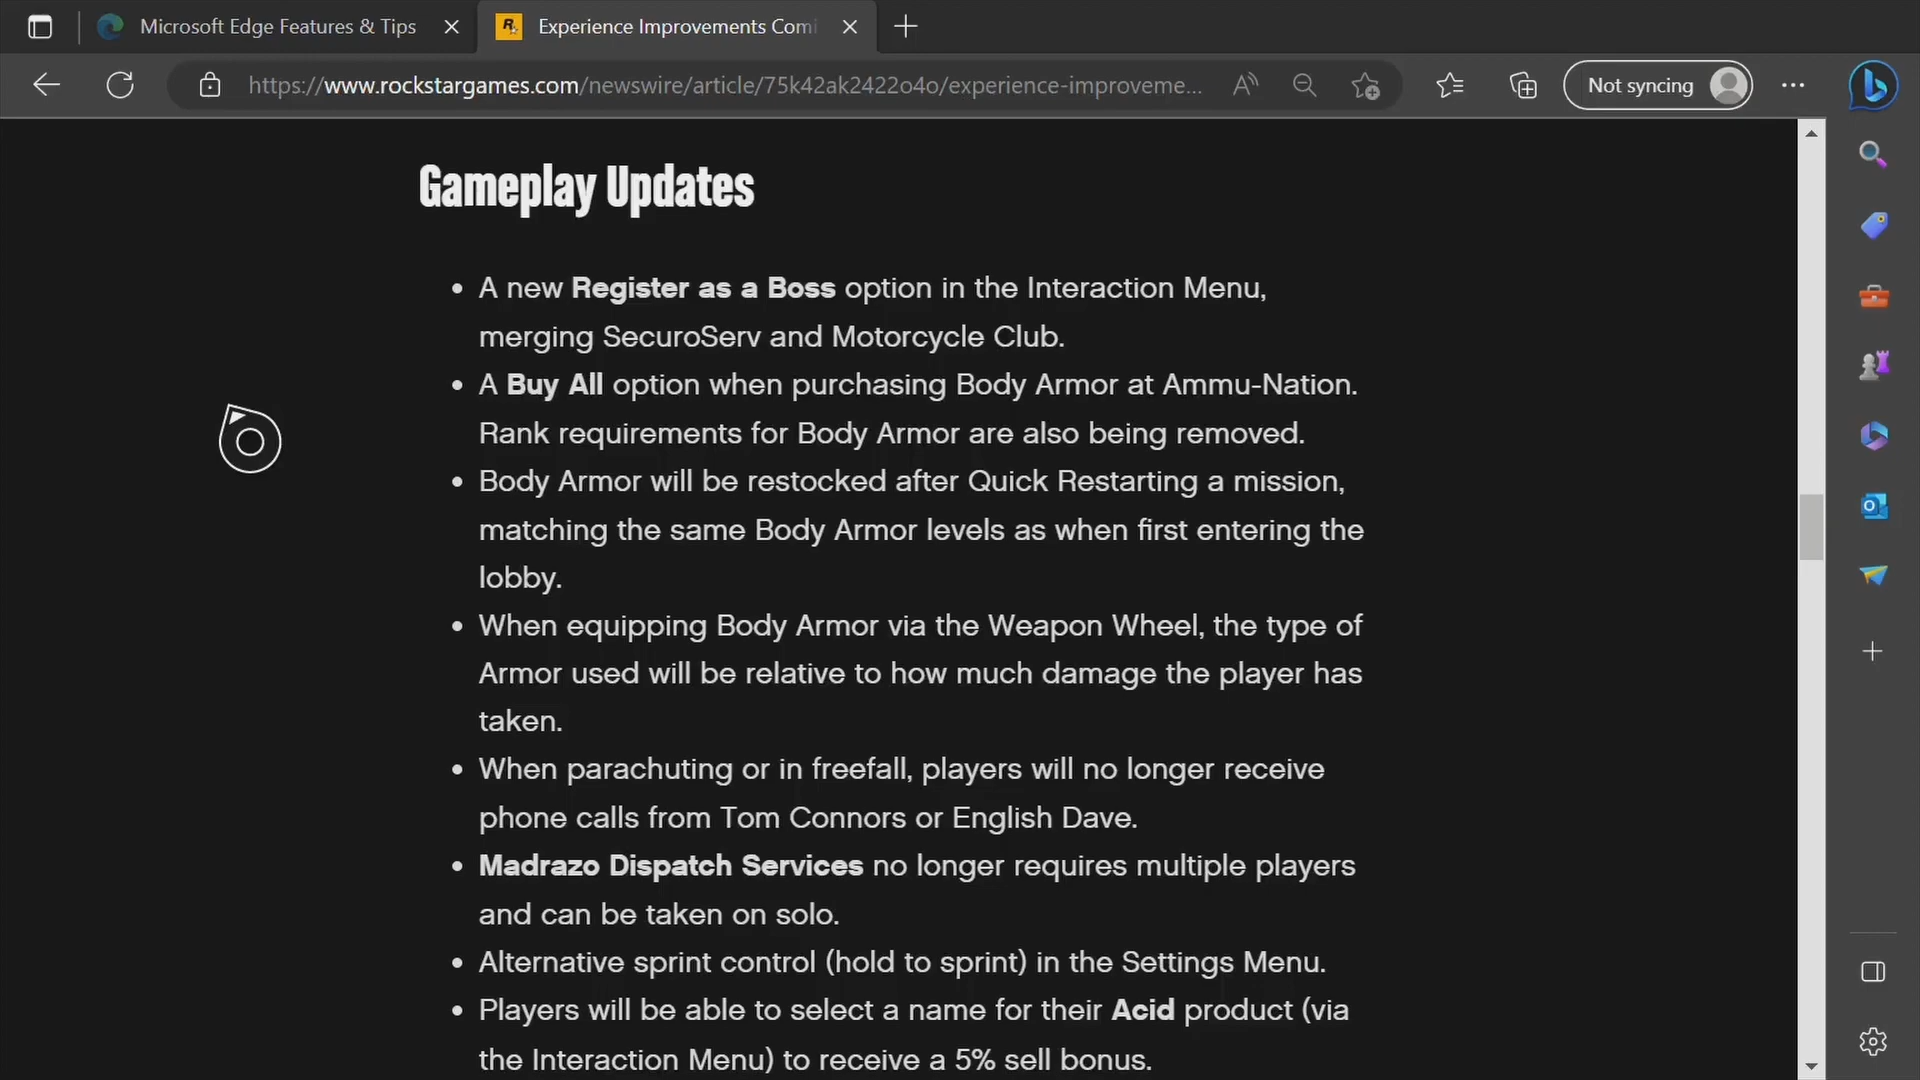 Microsoft Edge Features & Tips
Experience Improvements Comi
https://www.rockstargames.com/newswire/article/75k42ak2422o4o/experience-improveme...
Not syncing
Gameplay Updates
• A new Register as a Boss option in the Interaction Menu,
merging SecuroServ and Motorcycle Club.
• A Buy All option when purchasing Body Armor at Ammu-Nation.
Rank requirements for Body Armor are also being removed.
• Body Armor will be restocked after Quick Restarting a mission,
matching the same Body Armor levels as when first entering the
lobby.
• When equipping Body Armor via the Weapon Wheel, the type of
Armor used will be relative to how much damage the player has
taken.
• When parachuting or in freefall, players will no longer receive
phone calls from Tom Connors or English Dave.
• Madrazo Dispatch Services no longer requires multiple players
and can be taken on solo.
• Alternative sprint control (hold to sprint) in the Settings Menu.
• Players will be able to select a name for their Acid product (via
the Interaction Menu) to receive a 5% sell bonus.